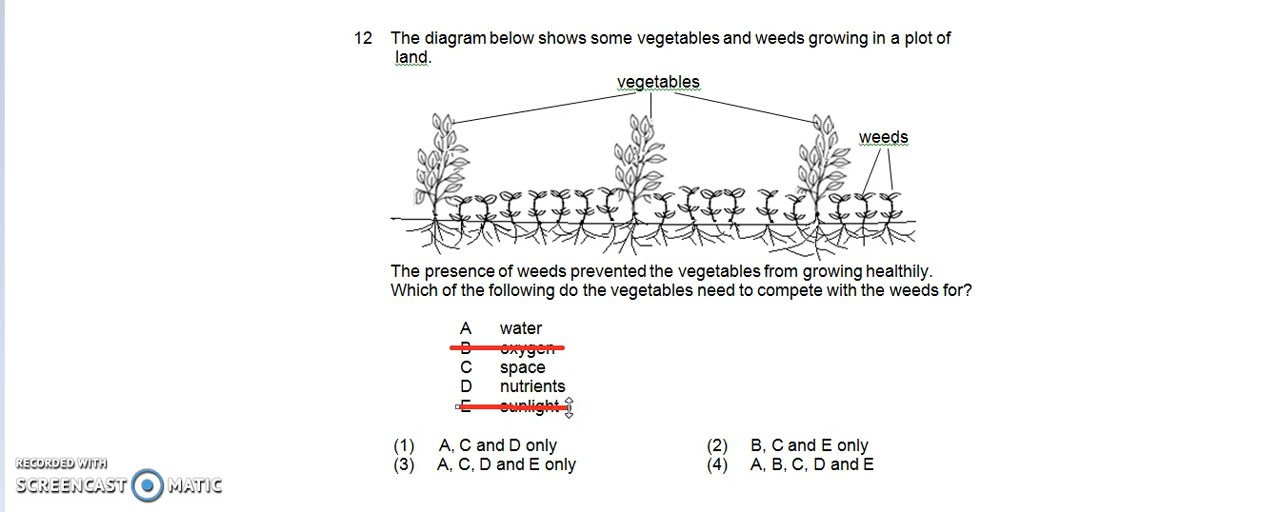 12 The diagram below shows some vegetables and weeds growing in a plot of
land.
vegetables
weeds
The presence of weeds prevented the vegetables from growing healthily.
Which of the following do the vegetables need to compete with the weeds for?
A water
B oxygen
C space
D nutrients
E sunlight
(1) A, C and D only
(2) B, C and E only
(3) A, C, D and E only
(4) A, B, C, D and E
RECORDED WITH
SCREENCAST MATIC